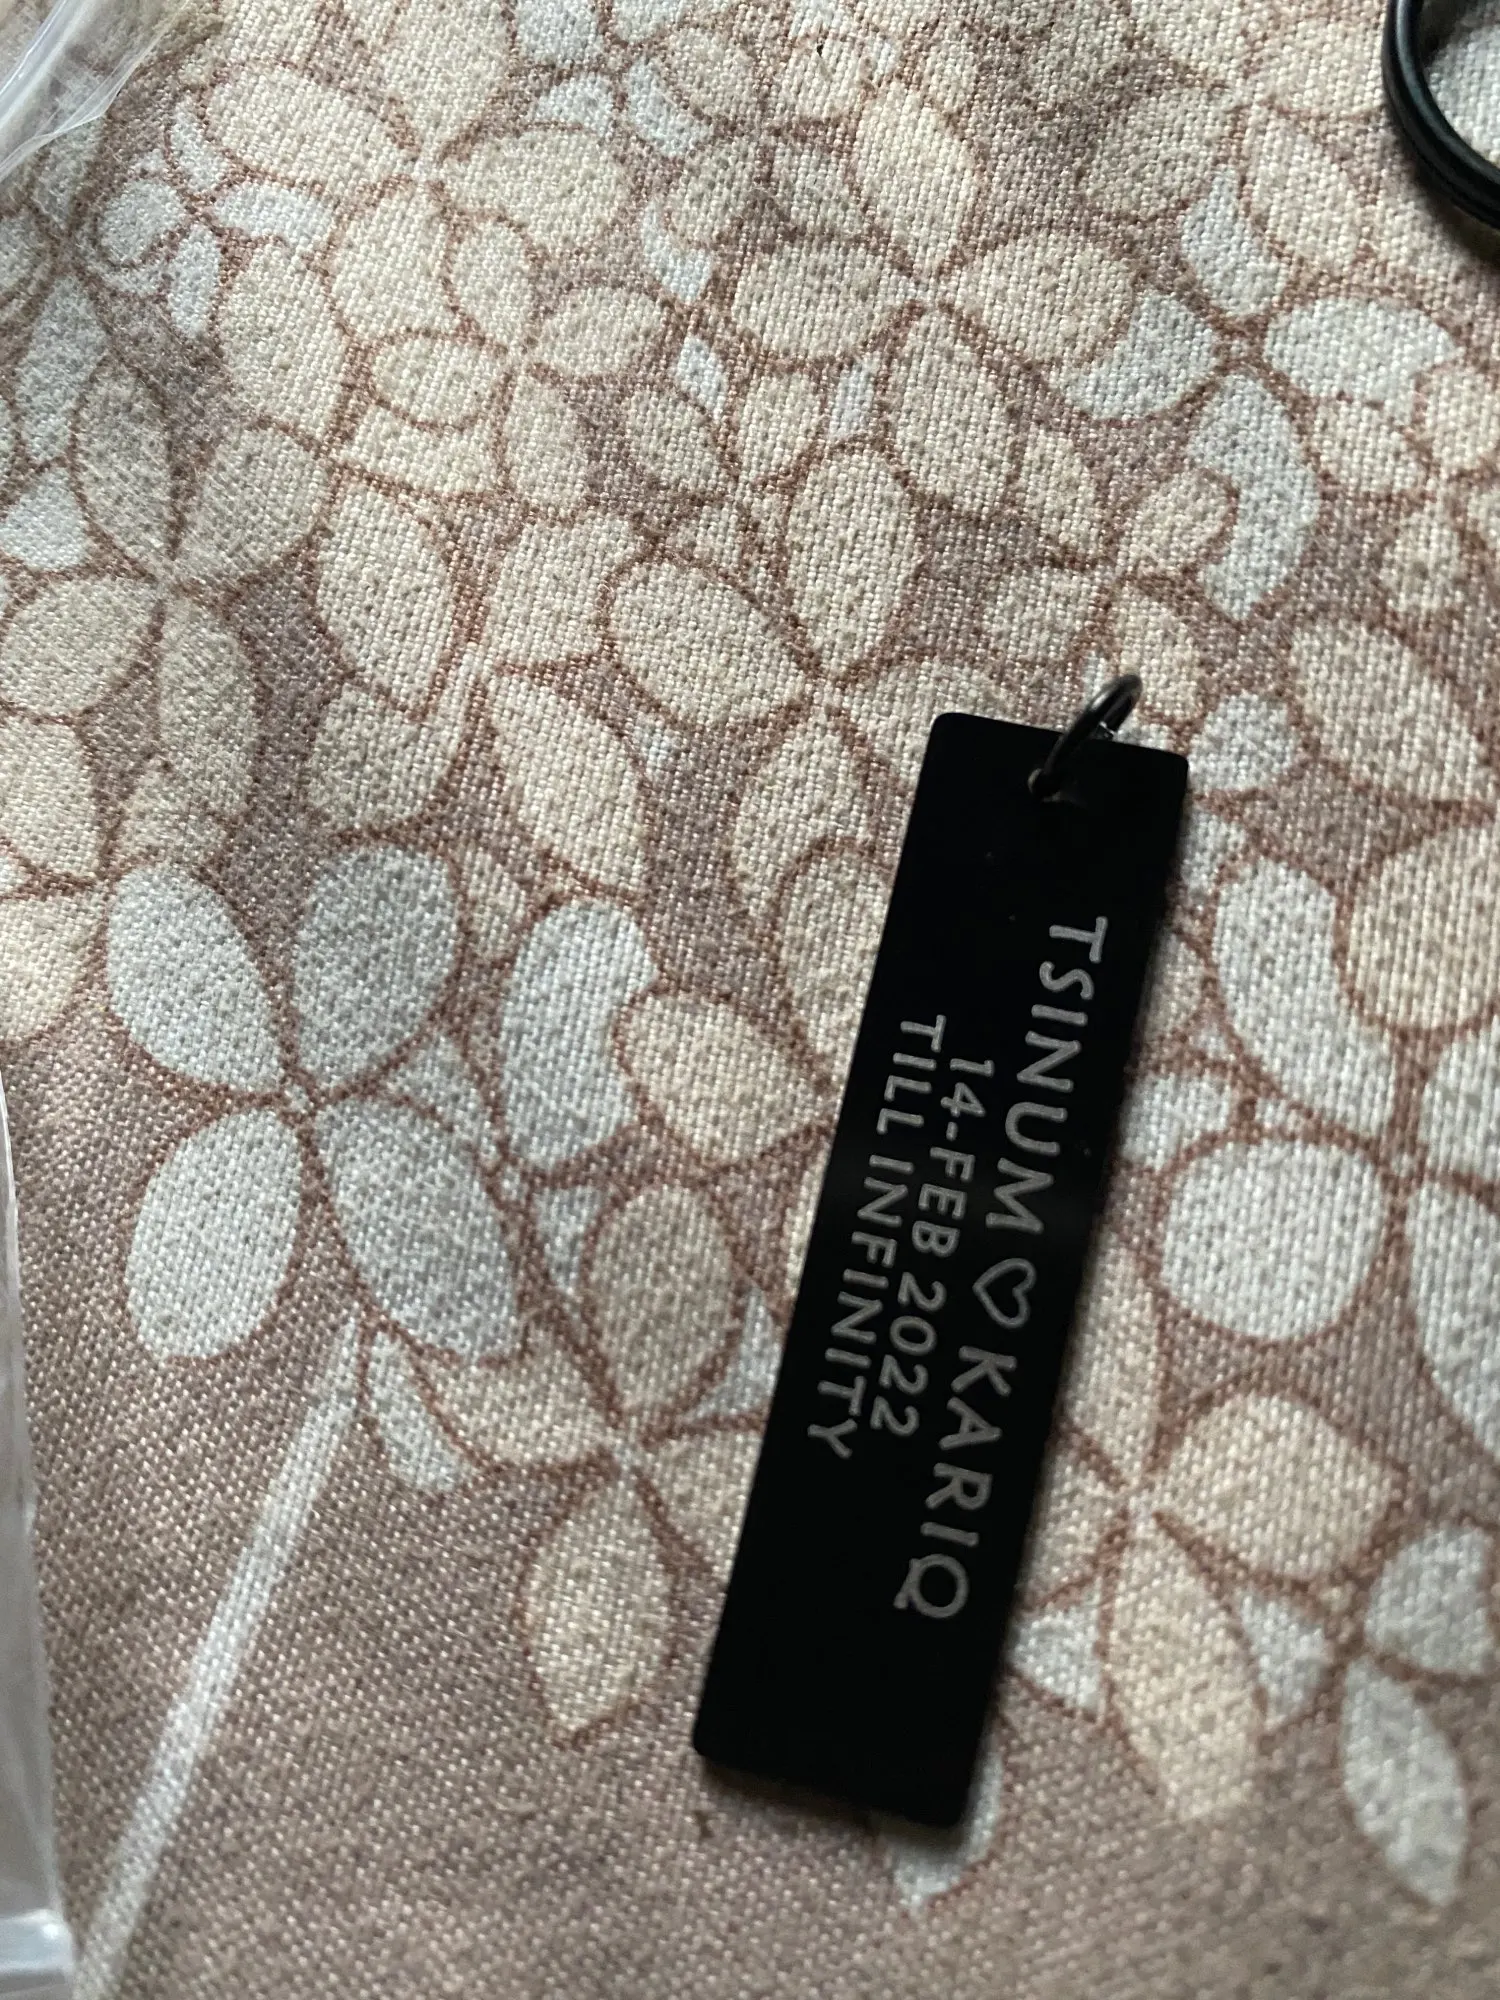 TSINUM ♡ KARIQ
14-FEB 2022
TILL INFINITY